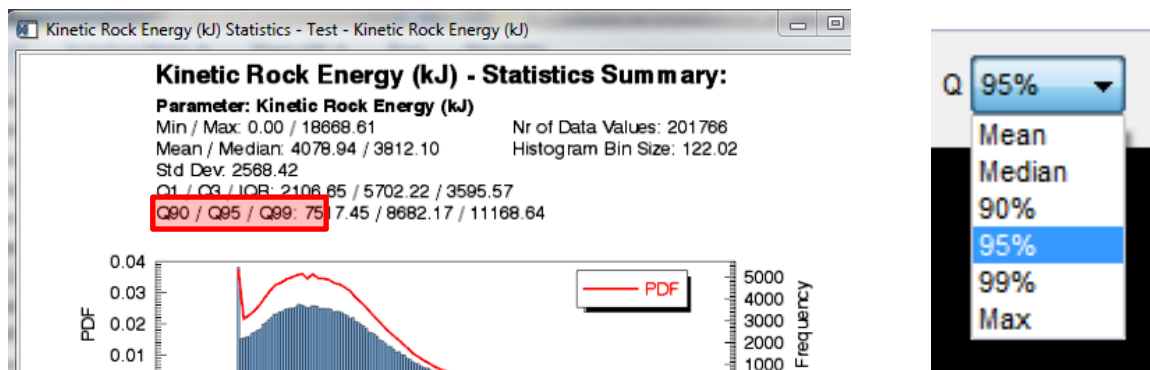 Kinetic Rock Energy (kJ) Statistics - Test - Kinetic Rock Energy (kJ)
Kinetic Rock Energy (kJ) - Statistics Summary:
Parameter: Kinetic Rock Energy (kJ)
Min / Max: 0.00 / 18668.61
Nr of Data Values: 201766
Mean / Median: 4078.94 / 3812.10
Histogram Bin Size: 122.02
Std Dev: 2568.42
Q1 / Q3 / IQR: 2106.65 / 5702.22 / 3595.57
Q90 / Q95 / Q99: 7517.45 / 8682.17 / 11168.64
0.04
0.03
0.02
0.01
PDF
PDF
5000
4000
3000
2000
1000
Frequency
Q 95%
Mean
Median
90%
95%
99%
Max